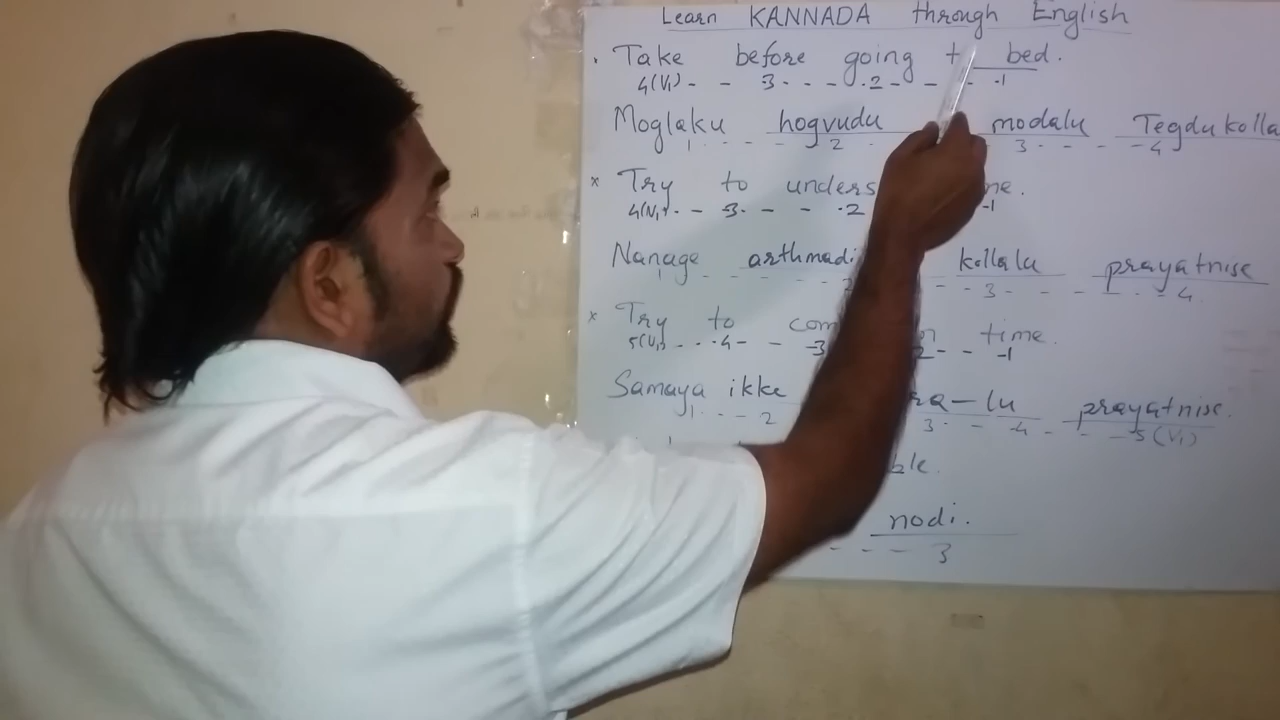 Learn KANNADA through English
. Take before going t bed.
4(V1) - - 3 - - - - 2 - - - -1
Moglaku hogvudu modalu Tegdukolla
1 - - - - 2 - 3 - - - - 4
x Try to unders me.
4(V1) - - 3 - - - 2 -1
Nanage arthmadi kollalu prayatnise
1 - - - - 2 - - 3 - - - - - - - 4
x Try to com on time.
5(V1) - - - 4 - - 3 2 - - -1
Samaya ikke ra-lu prayatnise.
1 - - - 2 3 - - - 4 - - - - 5(V1)
ble.
nodi.
- - - - 3